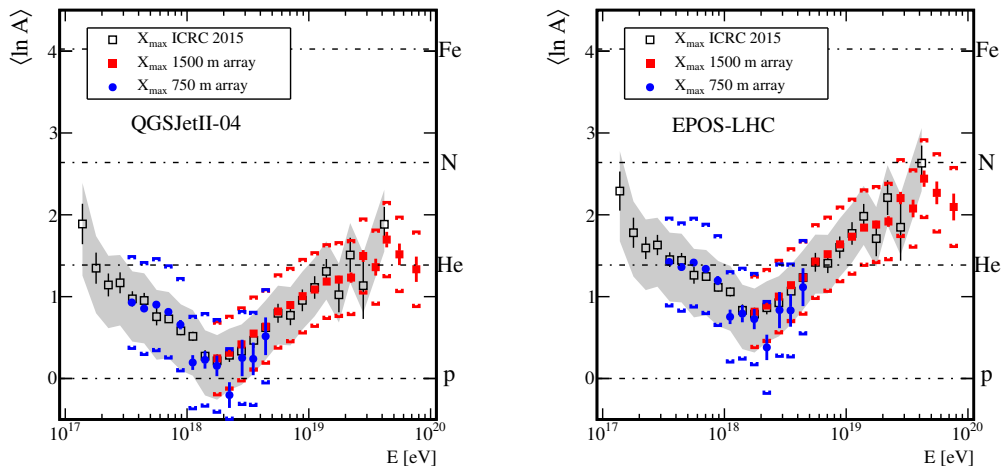 ⟨ln A⟩
4
3
2
1
0
X_max ICRC 2015
X_max 1500 m array
X_max 750 m array
QGSJetII-04
Fe
N
He
p
10^17
10^18
10^19
10^20
E [eV]
⟨ln A⟩
4
3
2
1
0
X_max ICRC 2015
X_max 1500 m array
X_max 750 m array
EPOS-LHC
Fe
N
He
p
10^17
10^18
10^19
10^20
E [eV]